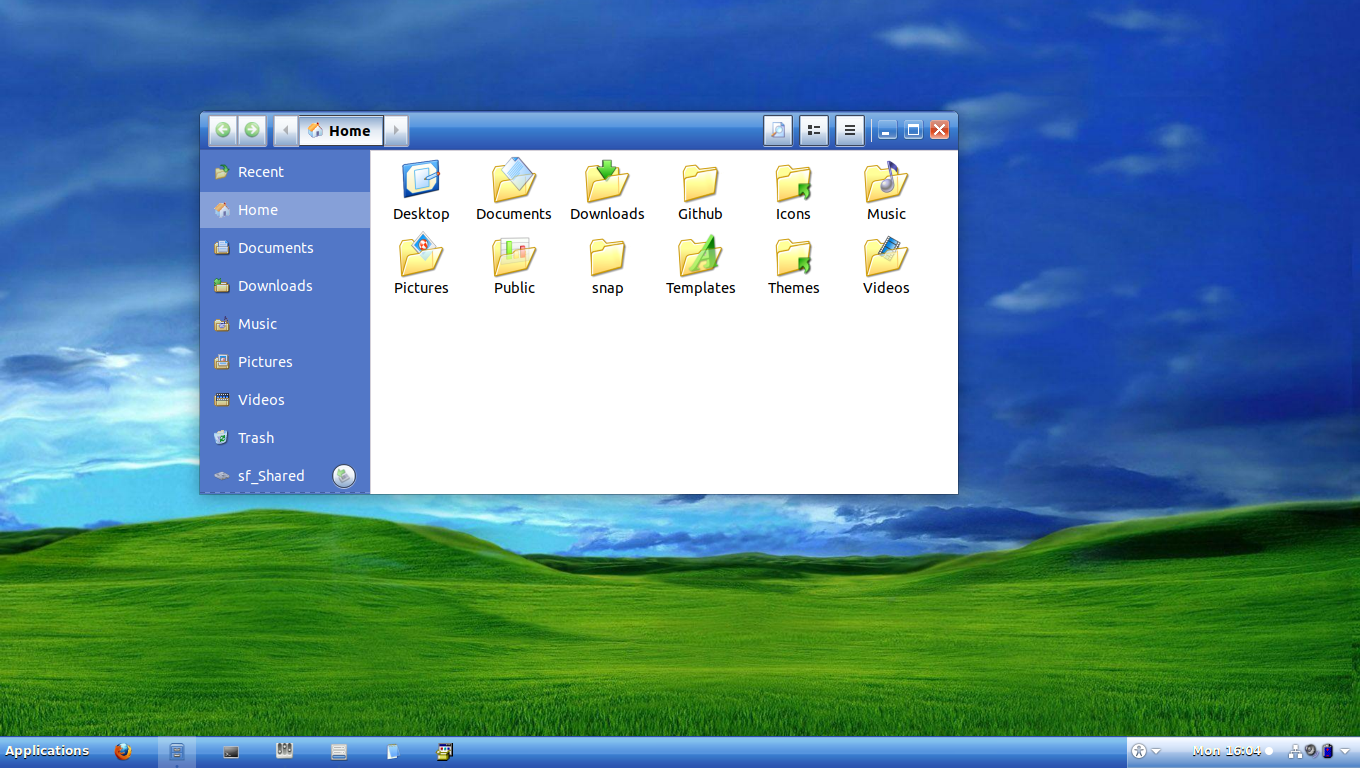 Home
Recent
Home
Documents
Downloads
Music
Pictures
Videos
Trash
sf_Shared
Desktop Documents Downloads Github Icons Music
Pictures Public snap Templates Themes Videos
Applications Mon 16:04